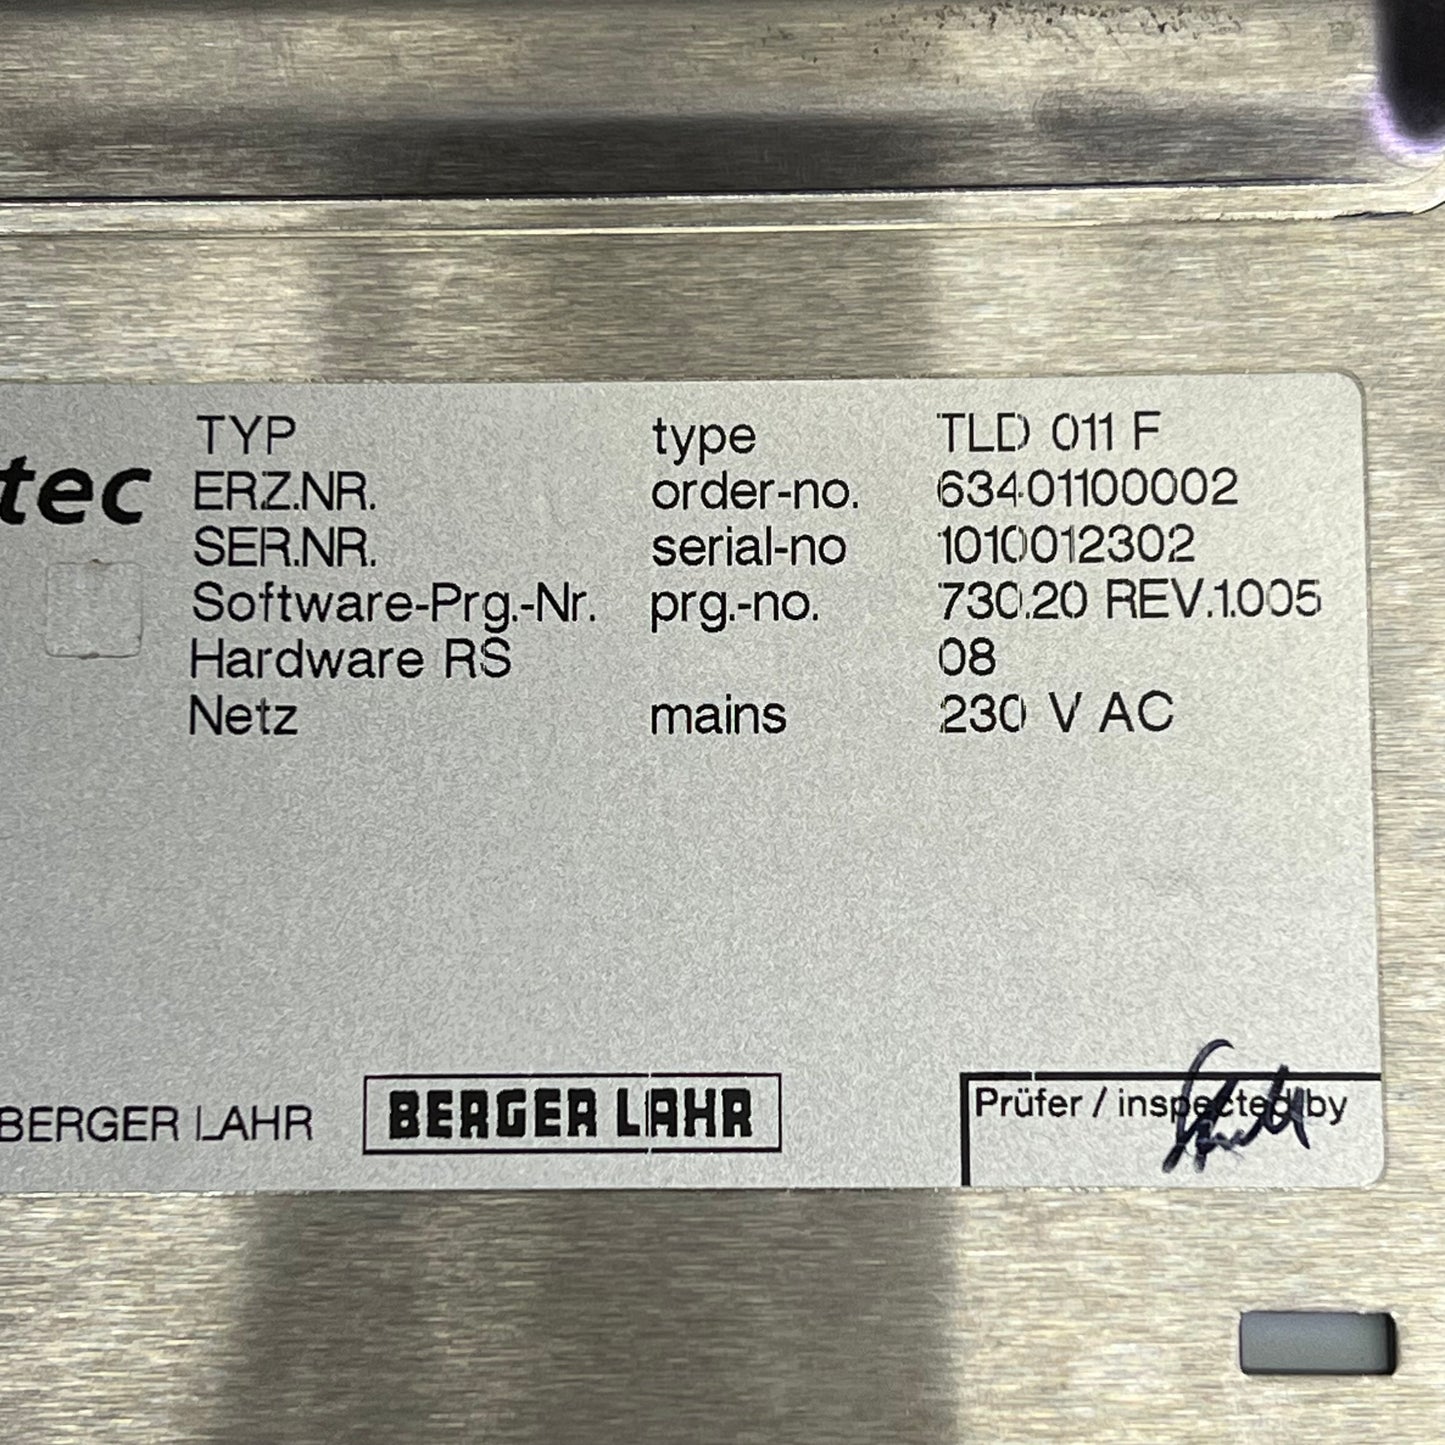 TYP type TLD 011 F
tec ERZ.NR. order-no. 63401100002
SER.NR. serial-no 1010012302
Software-Prg.-Nr. prg.-no. 730.20 REV.1.005
Hardware RS 08
Netz mains 230 V AC
BERGER LAHR BERGER LAHR Prüfer / inspected by